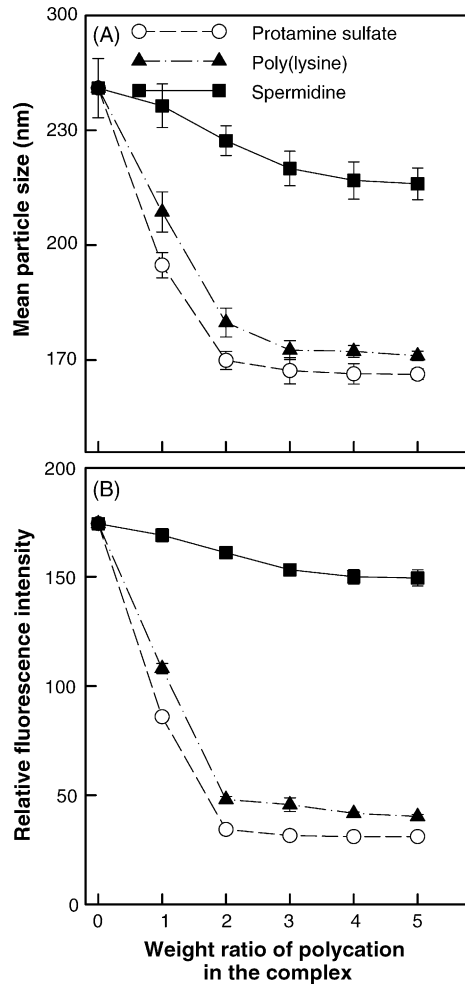 300
(A)
Protamine sulfate
Poly(lysine)
Spermidine
230
200
170
Mean particle size (nm)
200
(B)
150
100
50
0
Relative fluorescence intensity
0 1 2 3 4 5
Weight ratio of polycation
in the complex